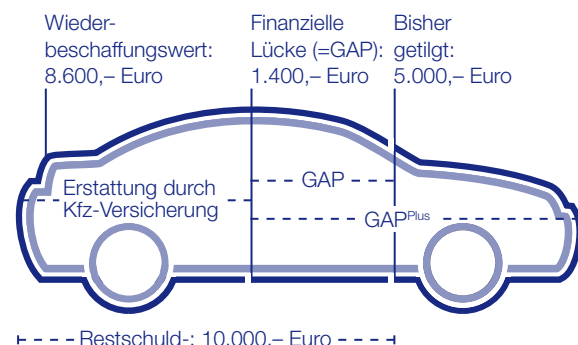 Wieder-
beschaffungswert:
8.600,– Euro
Finanzielle
Lücke (=GAP):
1.400,– Euro
Bisher
getilgt:
5.000,– Euro
Erstattung durch
Kfz-Versicherung
GAP
GAPPlus
Restschuld-: 10.000,– Euro